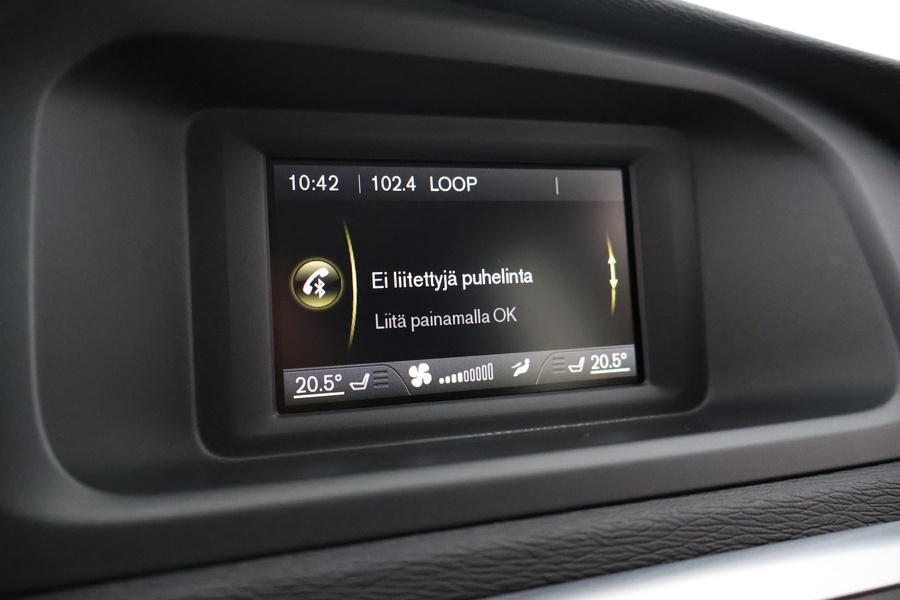 10:42 | 102.4 LOOP |
Ei liitettyjä puhelinta
Liitä painamalla OK
20.5° 20.5°